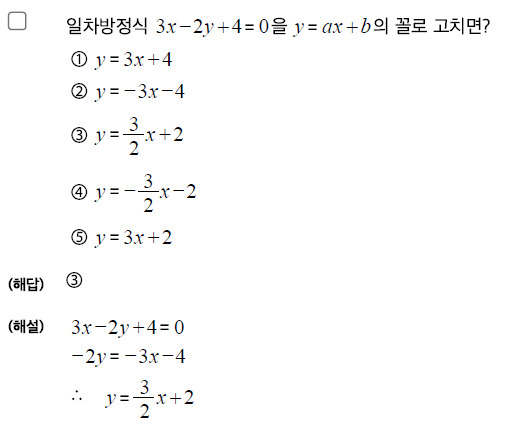 일차방정식 3x−2y+4=0을 y=ax+b의 꼴로 고치면?
① y=3x+4
② y=−3x−4
③ y=3/2x+2
④ y=−3/2x−2
⑤ y=3x+2
(해답) ③
(해설) 3x−2y+4=0
−2y=−3x−4
∴ y=3/2x+2